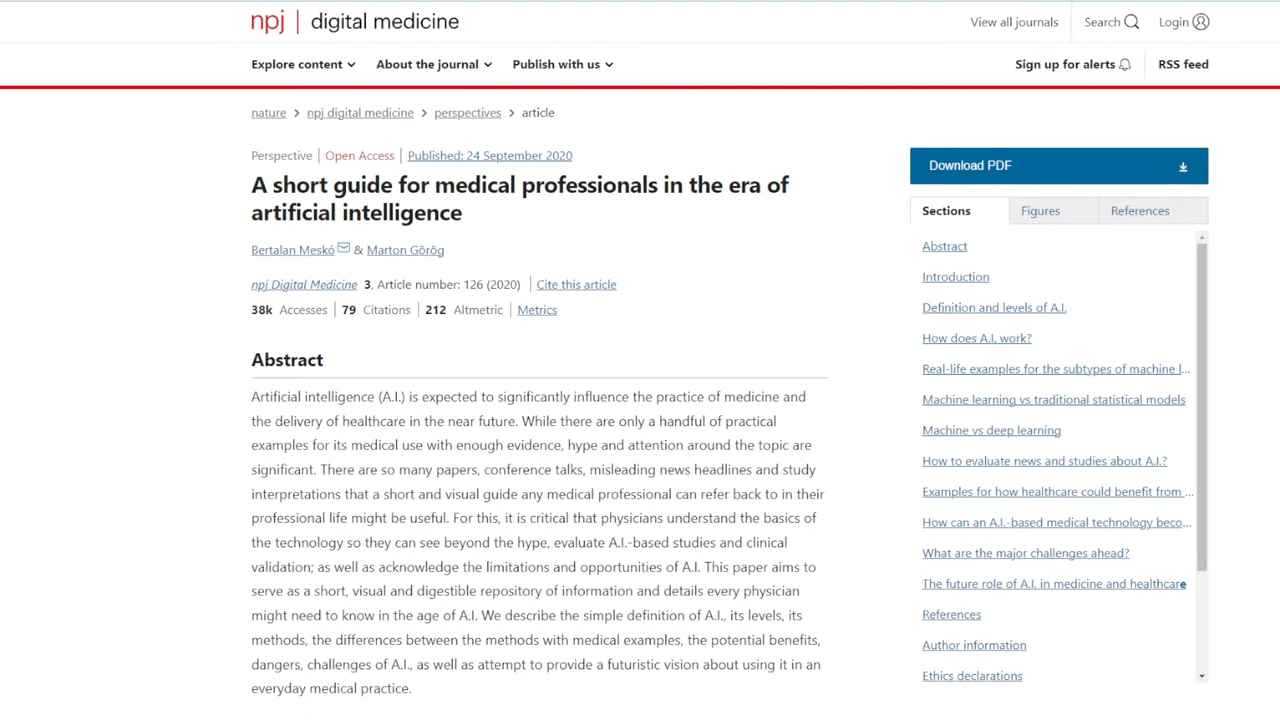 npj | digital medicine
View all journals
Search
Login
Explore content
About the journal
Publish with us
Sign up for alerts
RSS feed
nature > npj digital medicine > perspectives > article
Perspective | Open Access | Published: 24 September 2020
A short guide for medical professionals in the era of
artificial intelligence
Bertalan Meskó & Marton Görög
npj Digital Medicine 3, Article number: 126 (2020) | Cite this article
38k Accesses | 79 Citations | 212 Altmetric | Metrics
Abstract
Artificial intelligence (A.I.) is expected to significantly influence the practice of medicine and
the delivery of healthcare in the near future. While there are only a handful of practical
examples for its medical use with enough evidence, hype and attention around the topic are
significant. There are so many papers, conference talks, misleading news headlines and study
interpretations that a short and visual guide any medical professional can refer back to in their
professional life might be useful. For this, it is critical that physicians understand the basics of
the technology so they can see beyond the hype, evaluate A.I.-based studies and clinical
validation; as well as acknowledge the limitations and opportunities of A.I. This paper aims to
serve as a short, visual and digestible repository of information and details every physician
might need to know in the age of A.I. We describe the simple definition of A.I., its levels, its
methods, the differences between the methods with medical examples, the potential benefits,
dangers, challenges of A.I., as well as attempt to provide a futuristic vision about using it in an
everyday medical practice.
Download PDF
Sections
Figures
References
Abstract
Introduction
Definition and levels of A.I.
How does A.I. work?
Real-life examples for the subtypes of machine l...
Machine learning vs traditional statistical models
Machine vs deep learning
How to evaluate news and studies about A.I.?
Examples for how healthcare could benefit from ...
How can an A.I.-based medical technology beco...
What are the major challenges ahead?
The future role of A.I. in medicine and healthcare
References
Author information
Ethics declarations